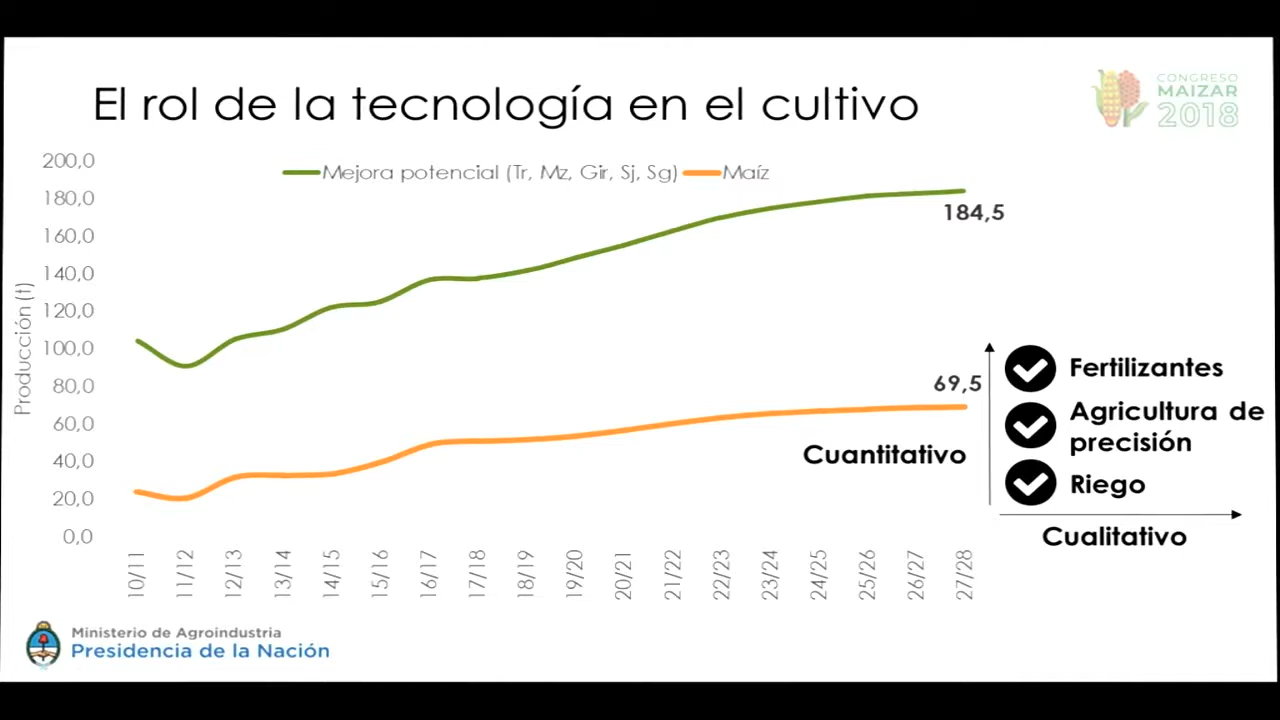 El rol de la tecnología en el cultivo
CONGRESO
MAIZAR
2018
Mejora potencial (Tr, Mz, Gir, Sj, Sg)
Maíz
Producción (t)
200,0
180,0
160,0
140,0
120,0
100,0
80,0
60,0
40,0
20,0
0,0
184,5
69,5
10/11
11/12
12/13
13/14
14/15
15/16
16/17
17/18
18/19
19/20
20/21
21/22
22/23
23/24
24/25
25/26
26/27
27/28
Cuantitativo
Fertilizantes
Agricultura de
precisión
Riego
Cualitativo
Ministerio de Agroindustria
Presidencia de la Nación